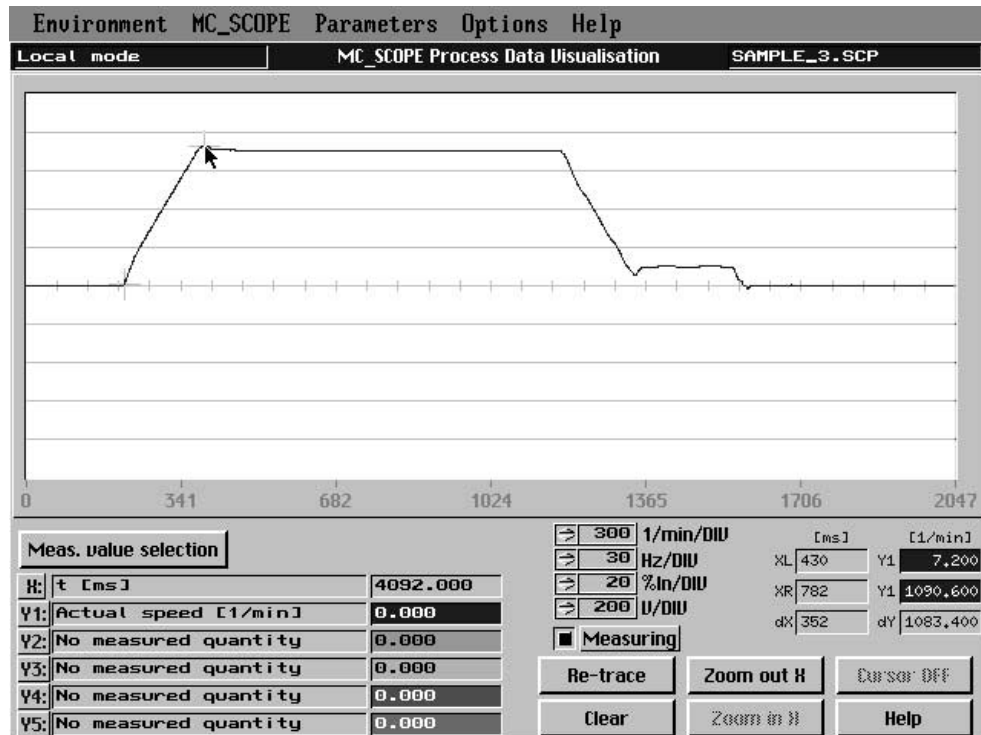 Environment MC_SCOPE Parameters Options Help
Local mode MC_SCOPE Process Data Visualisation SAMPLE_3.SCP
0 341 682 1024 1365 1706 2047
Meas. value selection
X: t [ms] 4092.000
Y1: Actual speed [1/min] 0.000
Y2: No measured quantity 0.000
Y3: No measured quantity 0.000
Y4: No measured quantity 0.000
Y5: No measured quantity 0.000
300 1/min/DIV
30 Hz/DIV
20 %In/DIV
200 V/DIV
Measuring
[ms] [1/min]
XL 430 Y1 7,200
XR 782 Y1 1090,600
dX 352 dY 1083,400
Re-trace Zoom out X Cursor OFF
Clear Zoom in X Help